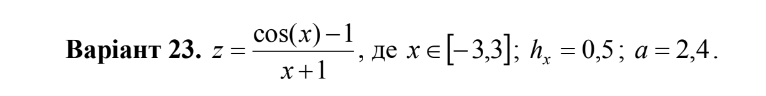 Варіант 23. z = (cos(x)−1)/(x+1), де x∈[−3,3]; hₓ = 0,5; a = 2,4.